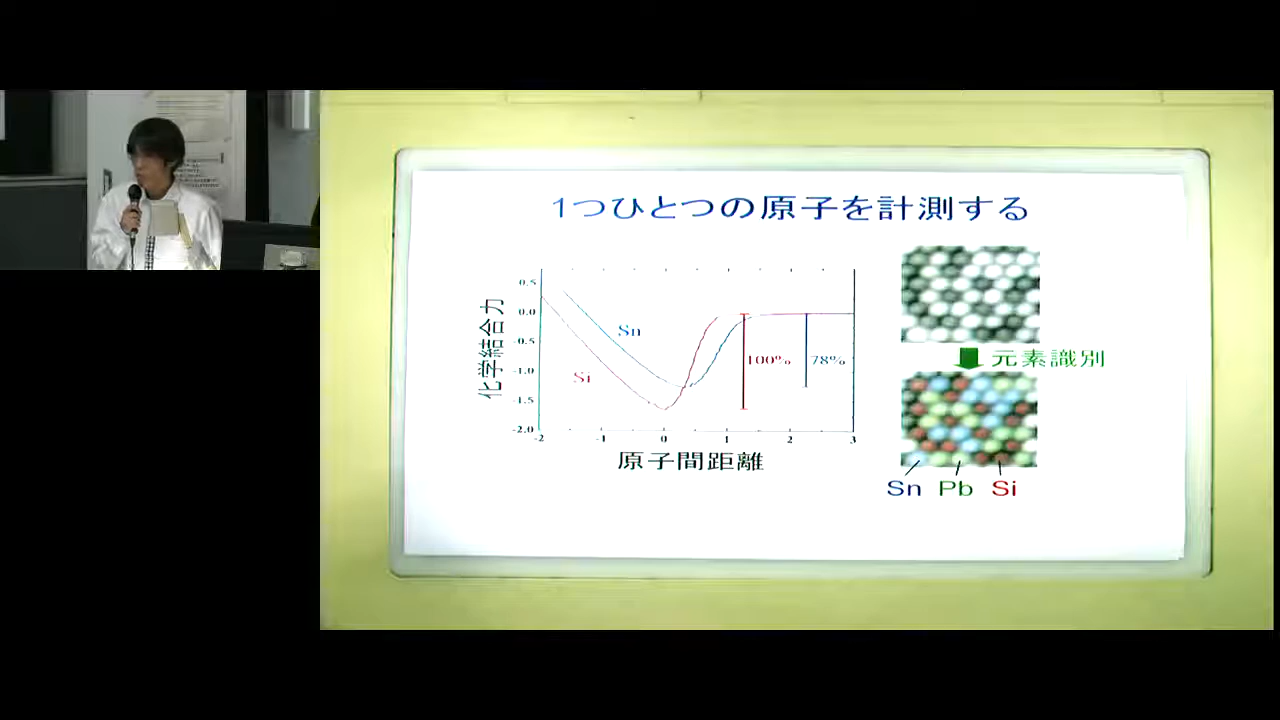 1つひとつの原子を計測する
化学結合力
0.5
0.0
-0.5
-1.0
-1.5
-2.0
-2
-1
0
1
2
3
Sn
Si
100%
78%
原子間距離
元素識別
Sn Pb Si